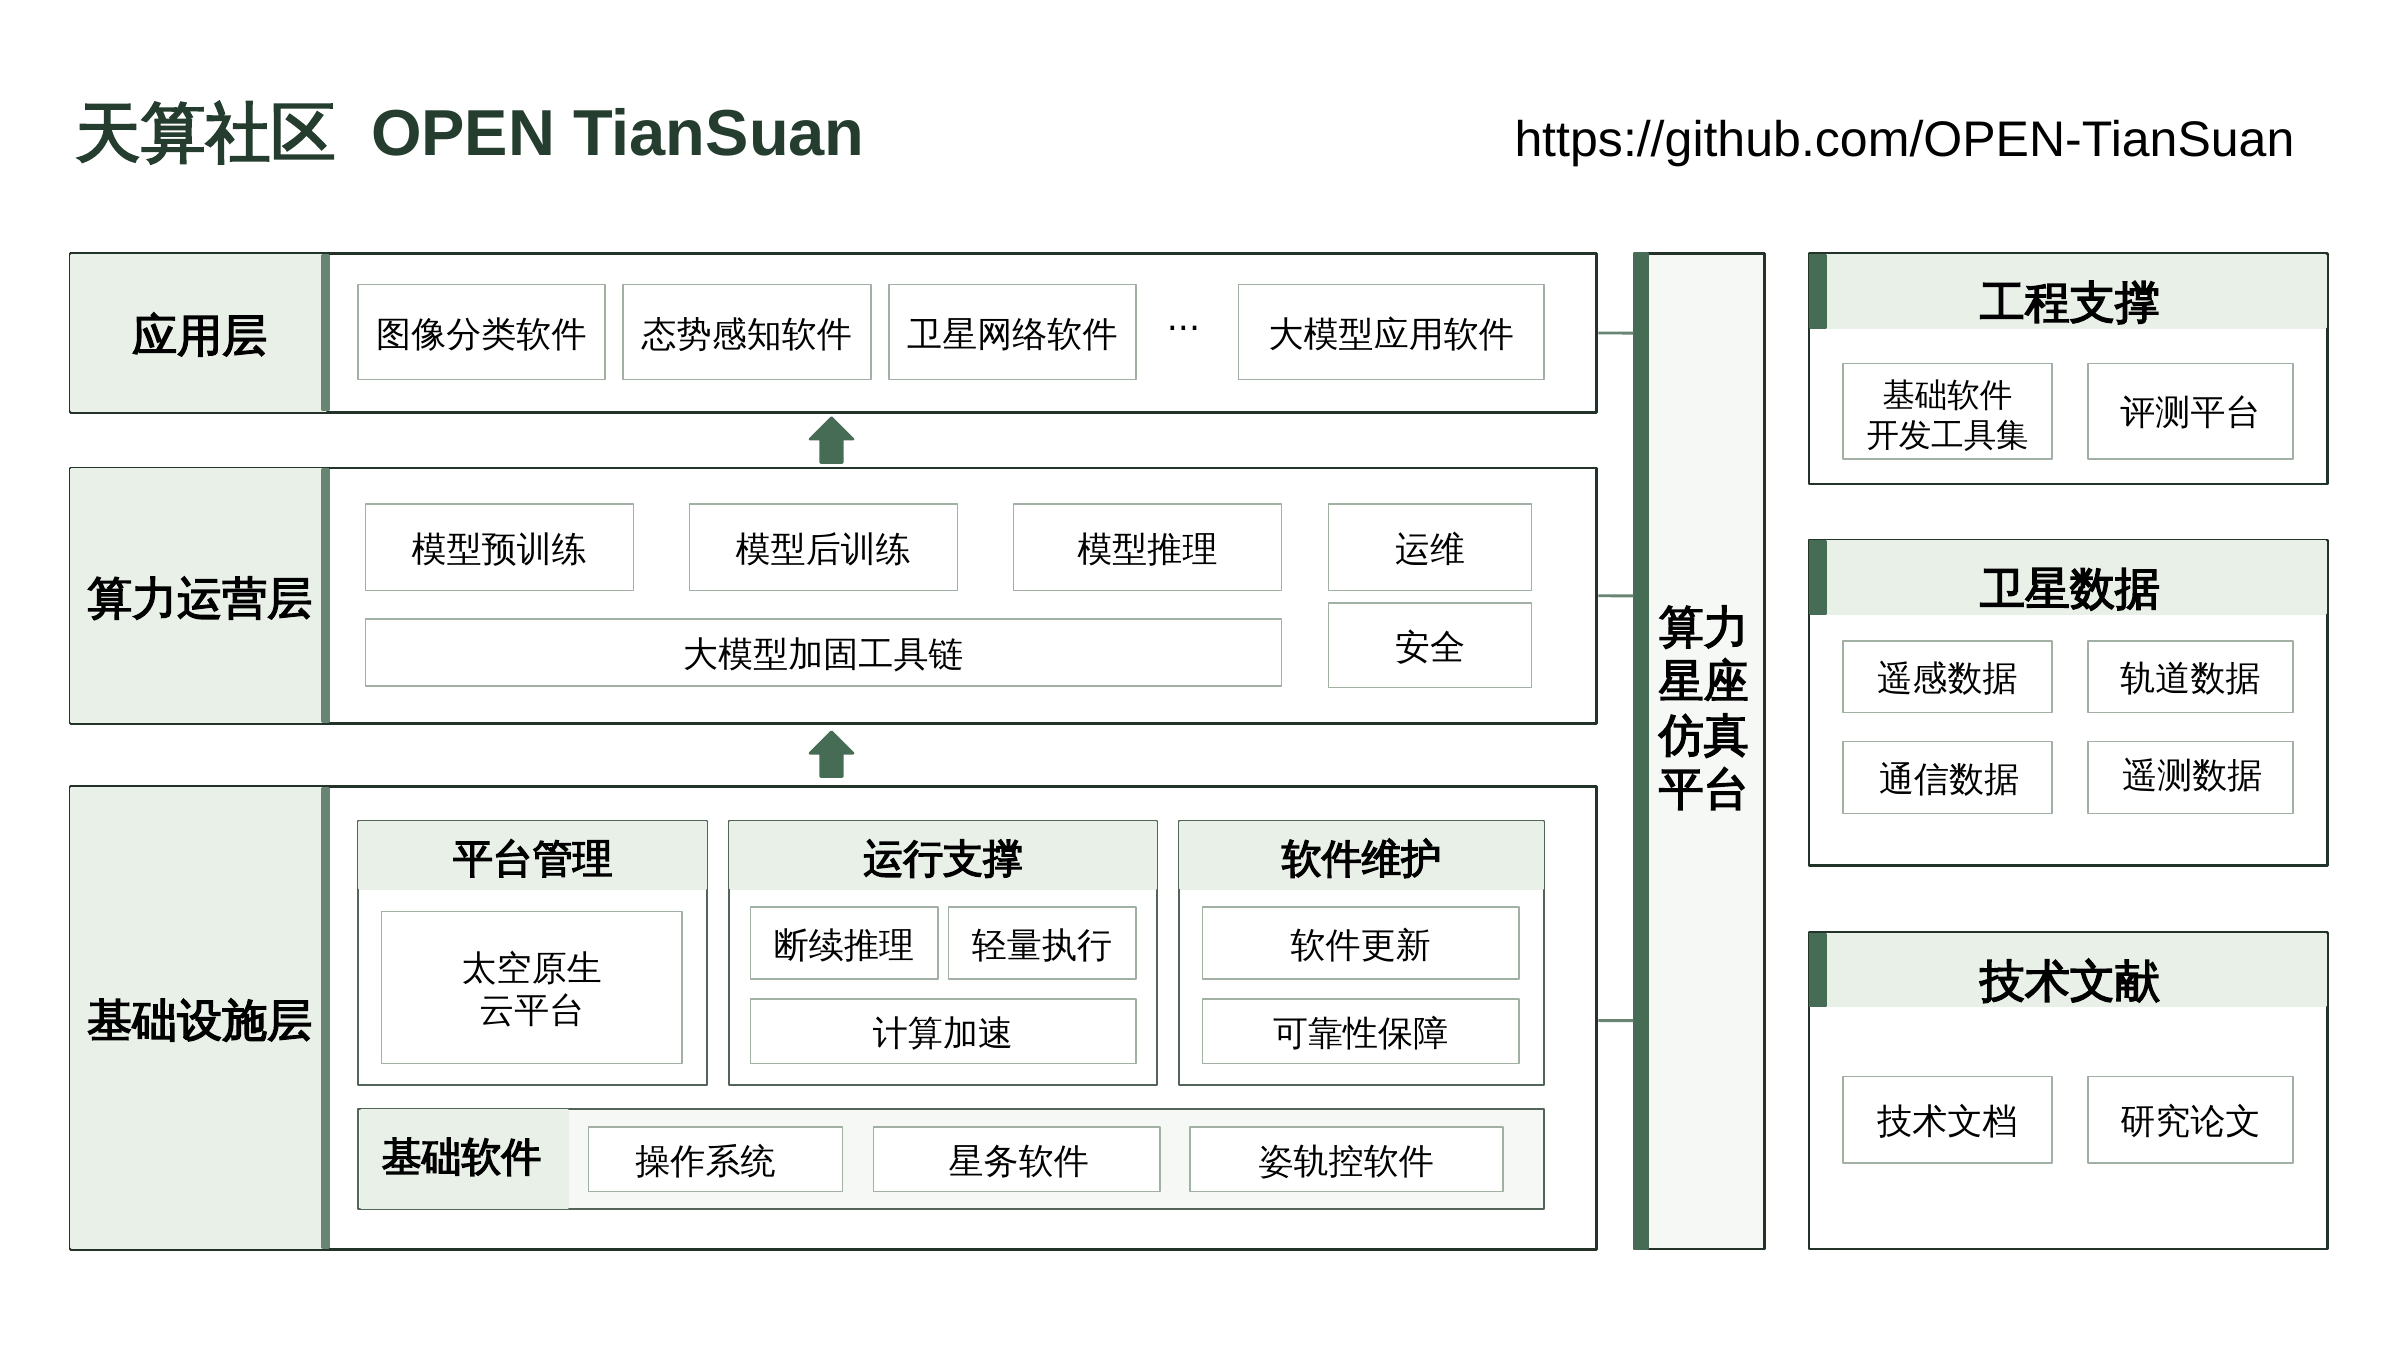 天算社区 OPEN TianSuan
https://github.com/OPEN-TianSuan
应用层
图像分类软件
态势感知软件
卫星网络软件
...
大模型应用软件
算力运营层
模型预训练
模型后训练
模型推理
运维
大模型加固工具链
安全
基础设施层
平台管理
太空原生
云平台
运行支撑
断续推理
轻量执行
计算加速
软件维护
软件更新
可靠性保障
基础软件
操作系统
星务软件
姿轨控软件
算力
星座
仿真
平台
工程支撑
基础软件
开发工具集
评测平台
卫星数据
遥感数据
轨道数据
通信数据
遥测数据
技术文献
技术文档
研究论文